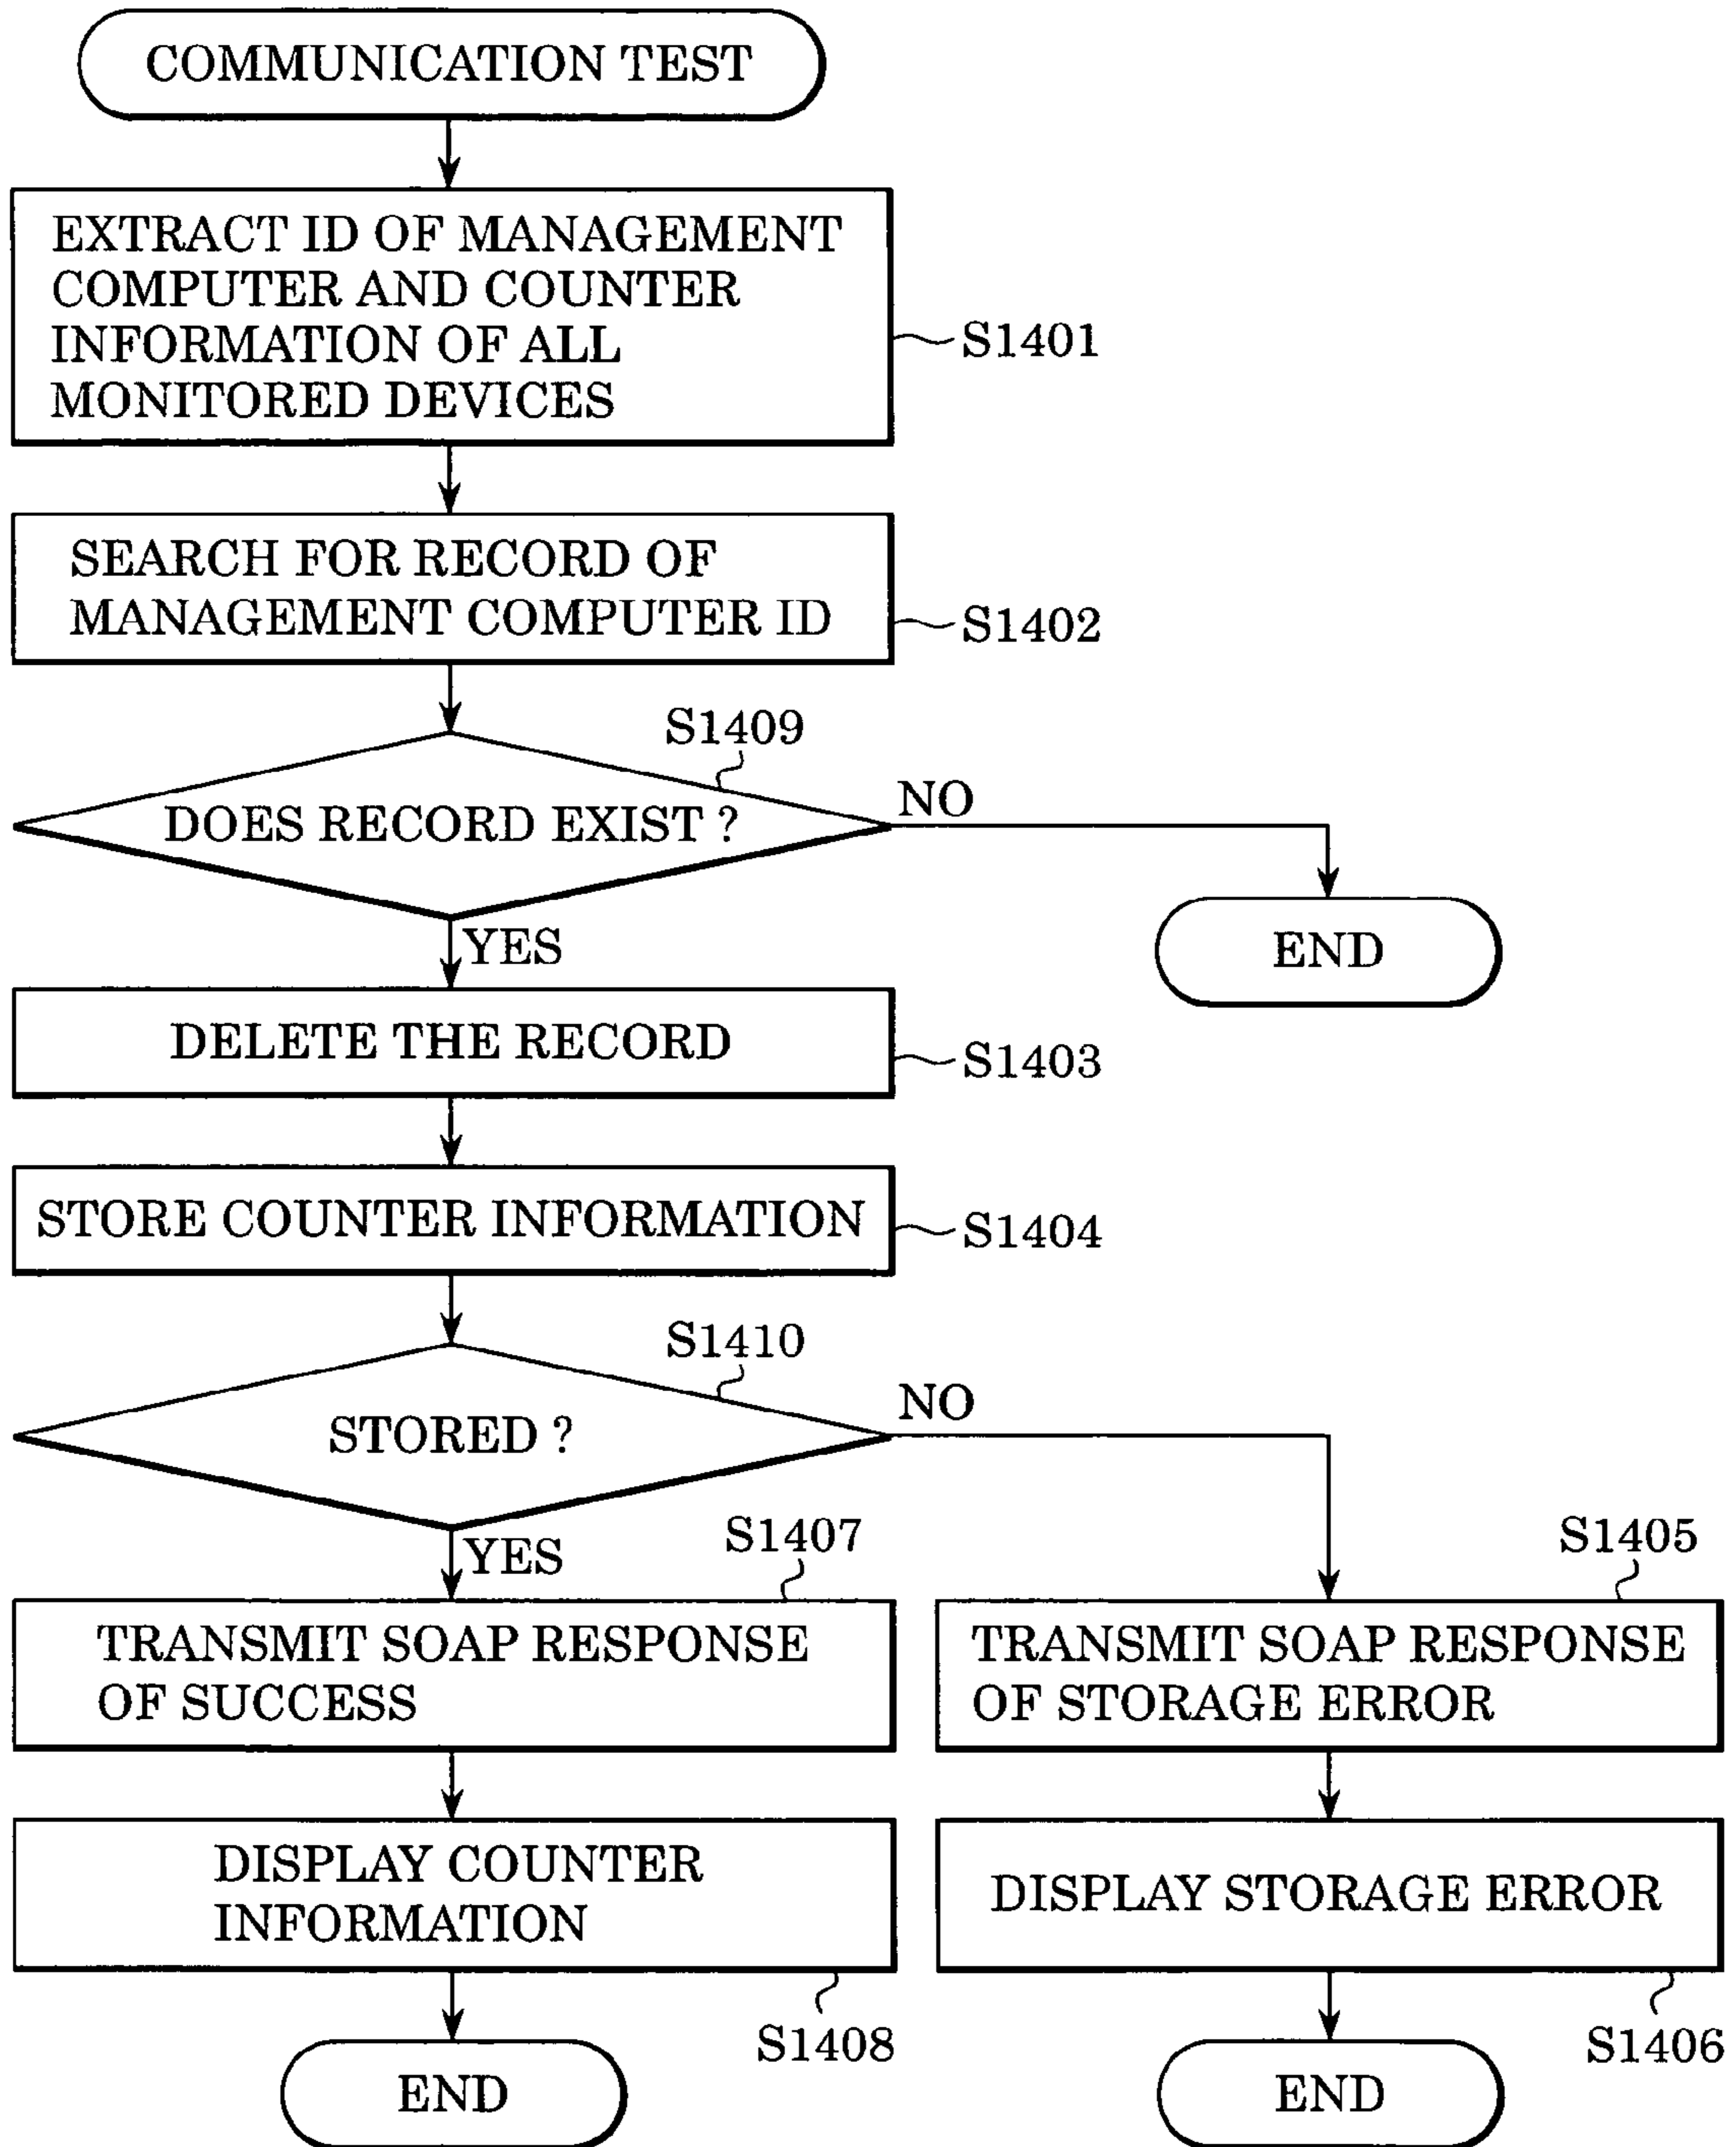 COMMUNICATION TEST
EXTRACT ID OF MANAGEMENT
COMPUTER AND COUNTER
INFORMATION OF ALL
MONITORED DEVICES
S1401
SEARCH FOR RECORD OF
MANAGEMENT COMPUTER ID
S1402
S1409
DOES RECORD EXIST ?
NO
END
YES
DELETE THE RECORD
S1403
STORE COUNTER INFORMATION
S1404
S1410
STORED ?
NO
YES
S1407
S1405
TRANSMIT SOAP RESPONSE
OF SUCCESS
TRANSMIT SOAP RESPONSE
OF STORAGE ERROR
DISPLAY COUNTER
INFORMATION
DISPLAY STORAGE ERROR
S1408
S1406
END
END